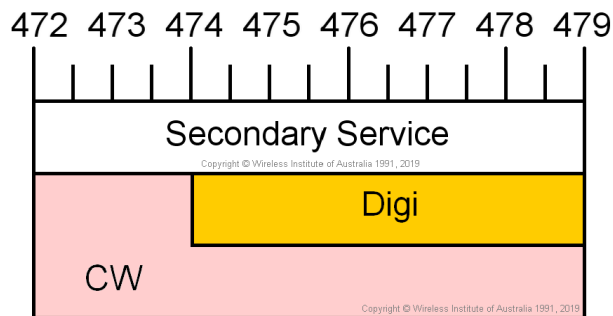 472 473 474 475 476 477 478 479
Secondary Service
Copyright © Wireless Institute of Australia 1991, 2019
Digi
CW
Copyright © Wireless Institute of Australia 1991, 2019